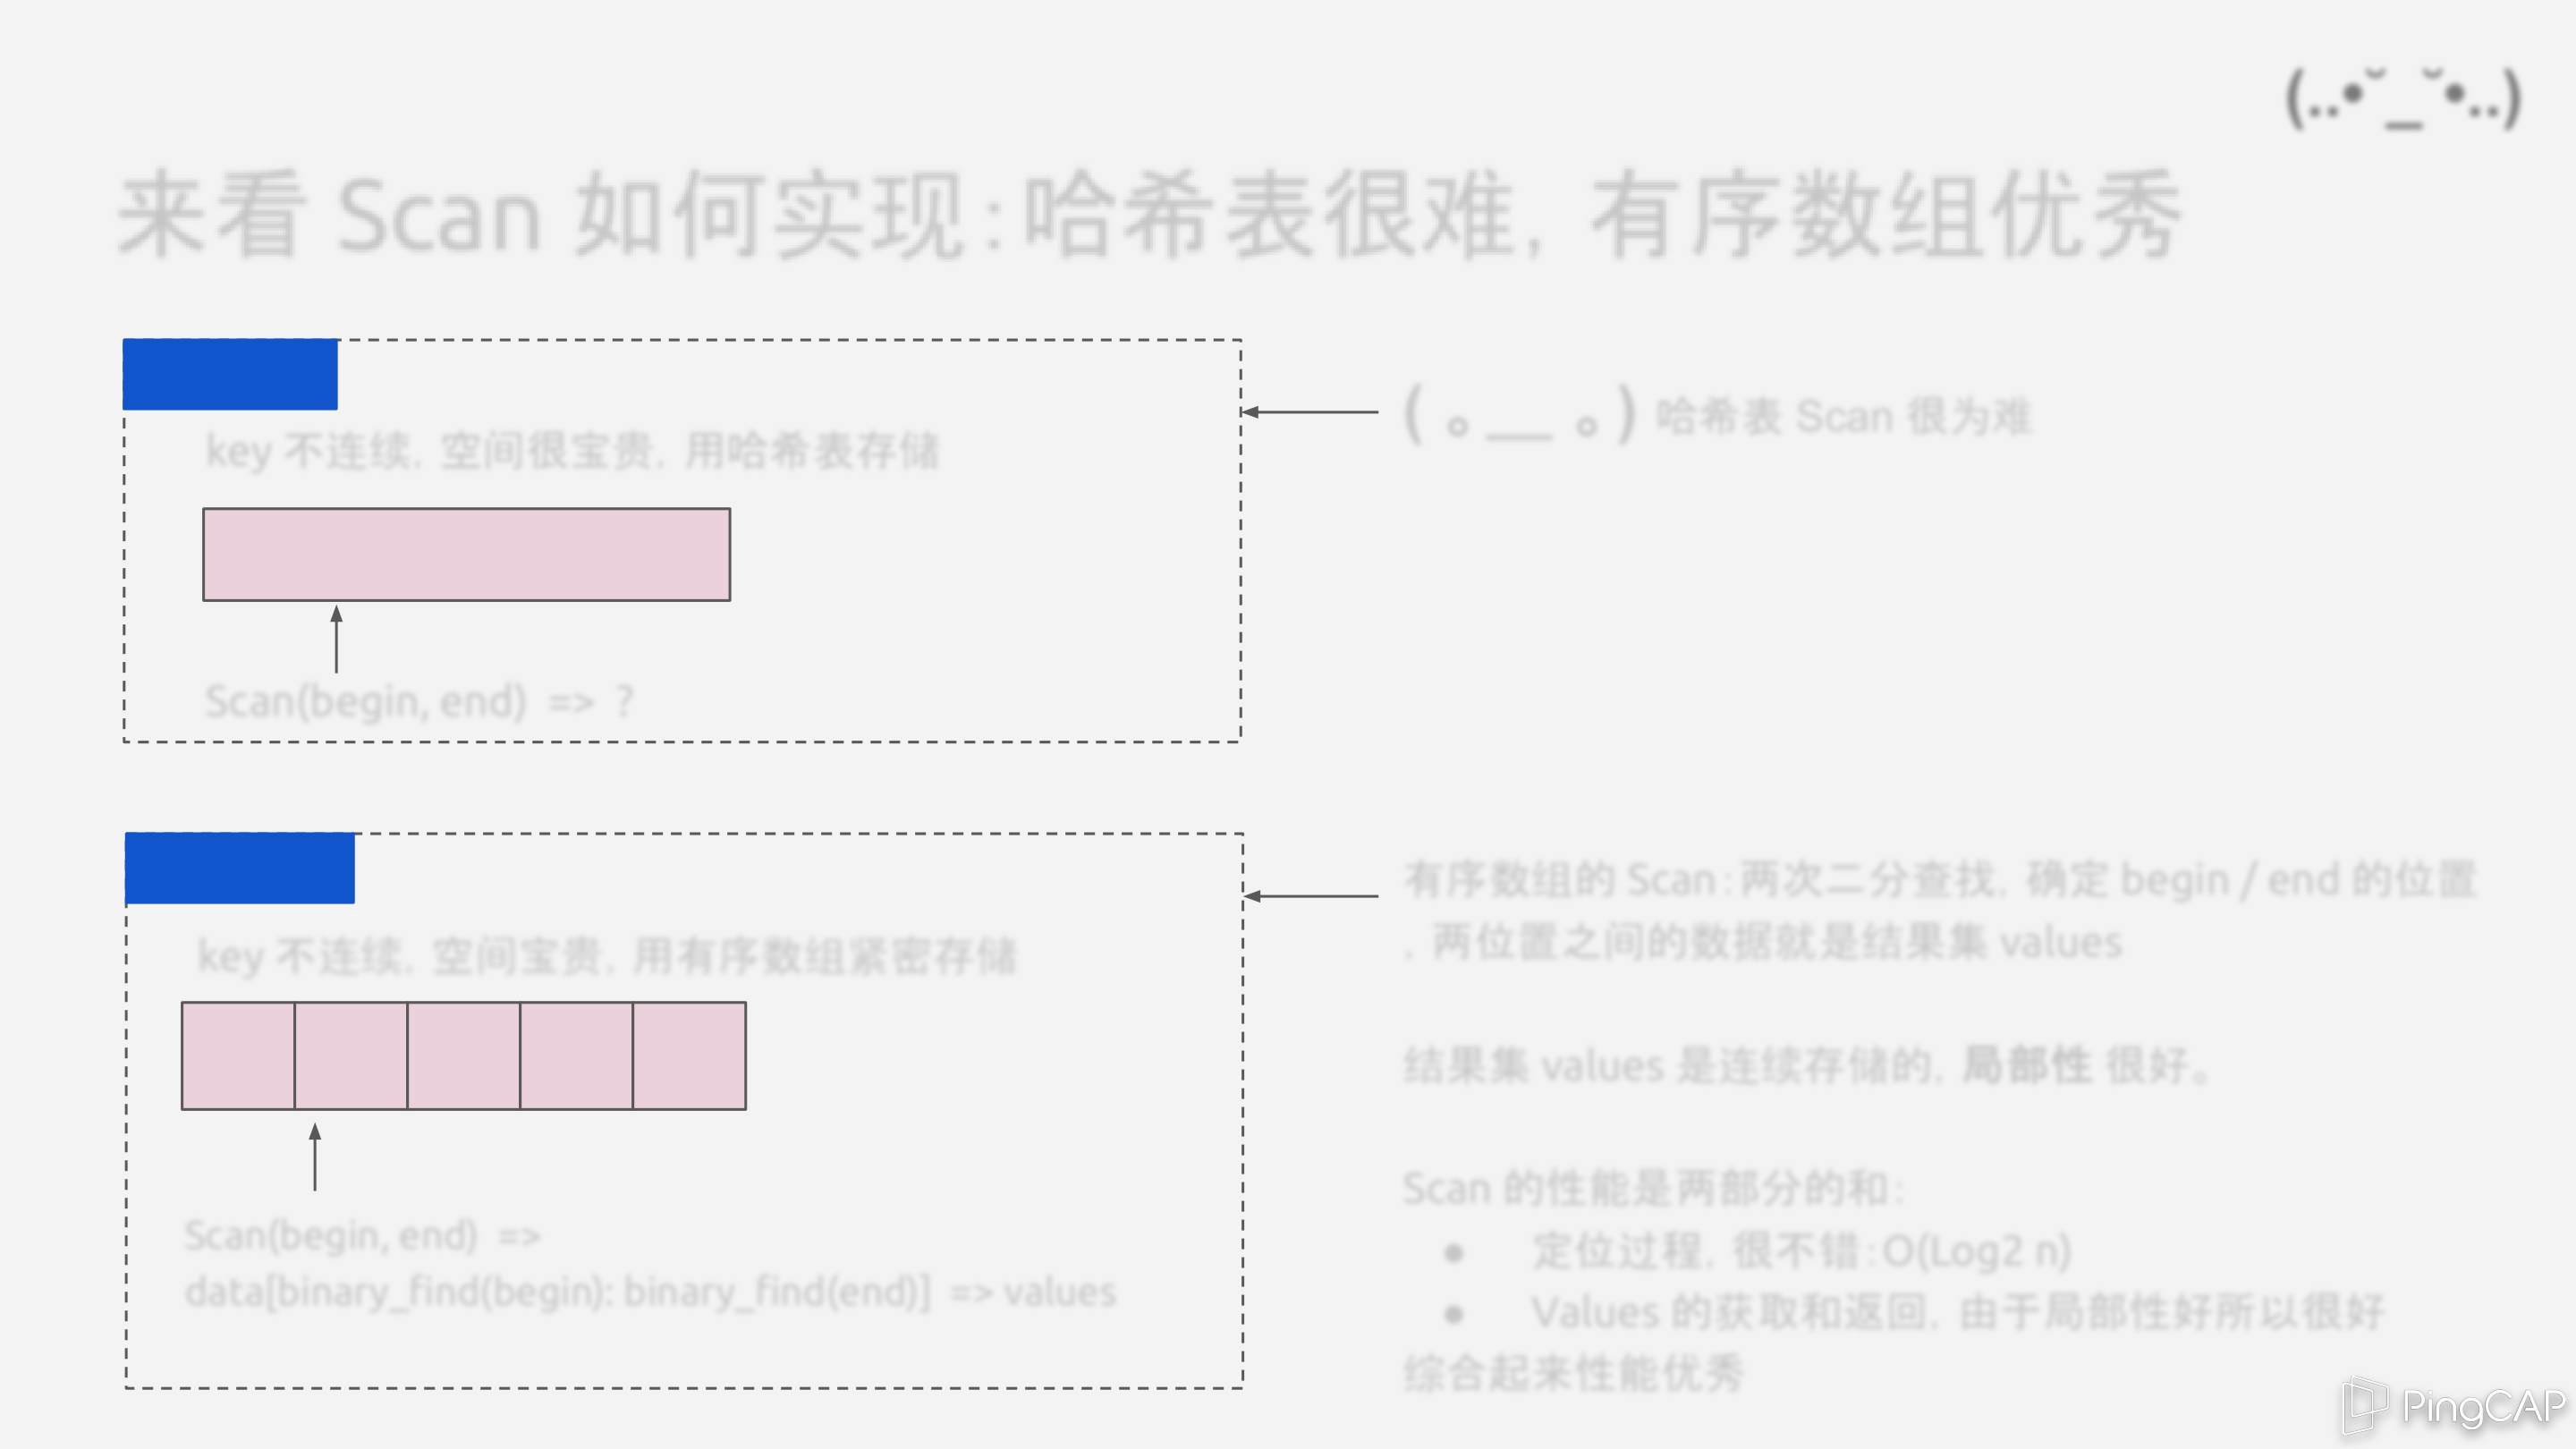 (..•˘_˘•..)
来看 Scan 如何实现：哈希表很难，有序数组优秀
key 不连续，空间很宝贵，用哈希表存储
Scan(begin, end) => ?
( 。__ 。) 哈希表 Scan 很为难
key 不连续，空间宝贵，用有序数组紧密存储
Scan(begin, end) =>
data[binary_find(begin): binary_find(end)] => values
有序数组的 Scan：两次二分查找，确定 begin / end 的位置
，两位置之间的数据就是结果集 values
结果集 values 是连续存储的，局部性 很好。
Scan 的性能是两部分的和：
● 定位过程，很不错：O(Log2 n)
● Values 的获取和返回，由于局部性好所以很好
综合起来性能优秀
PingCAP